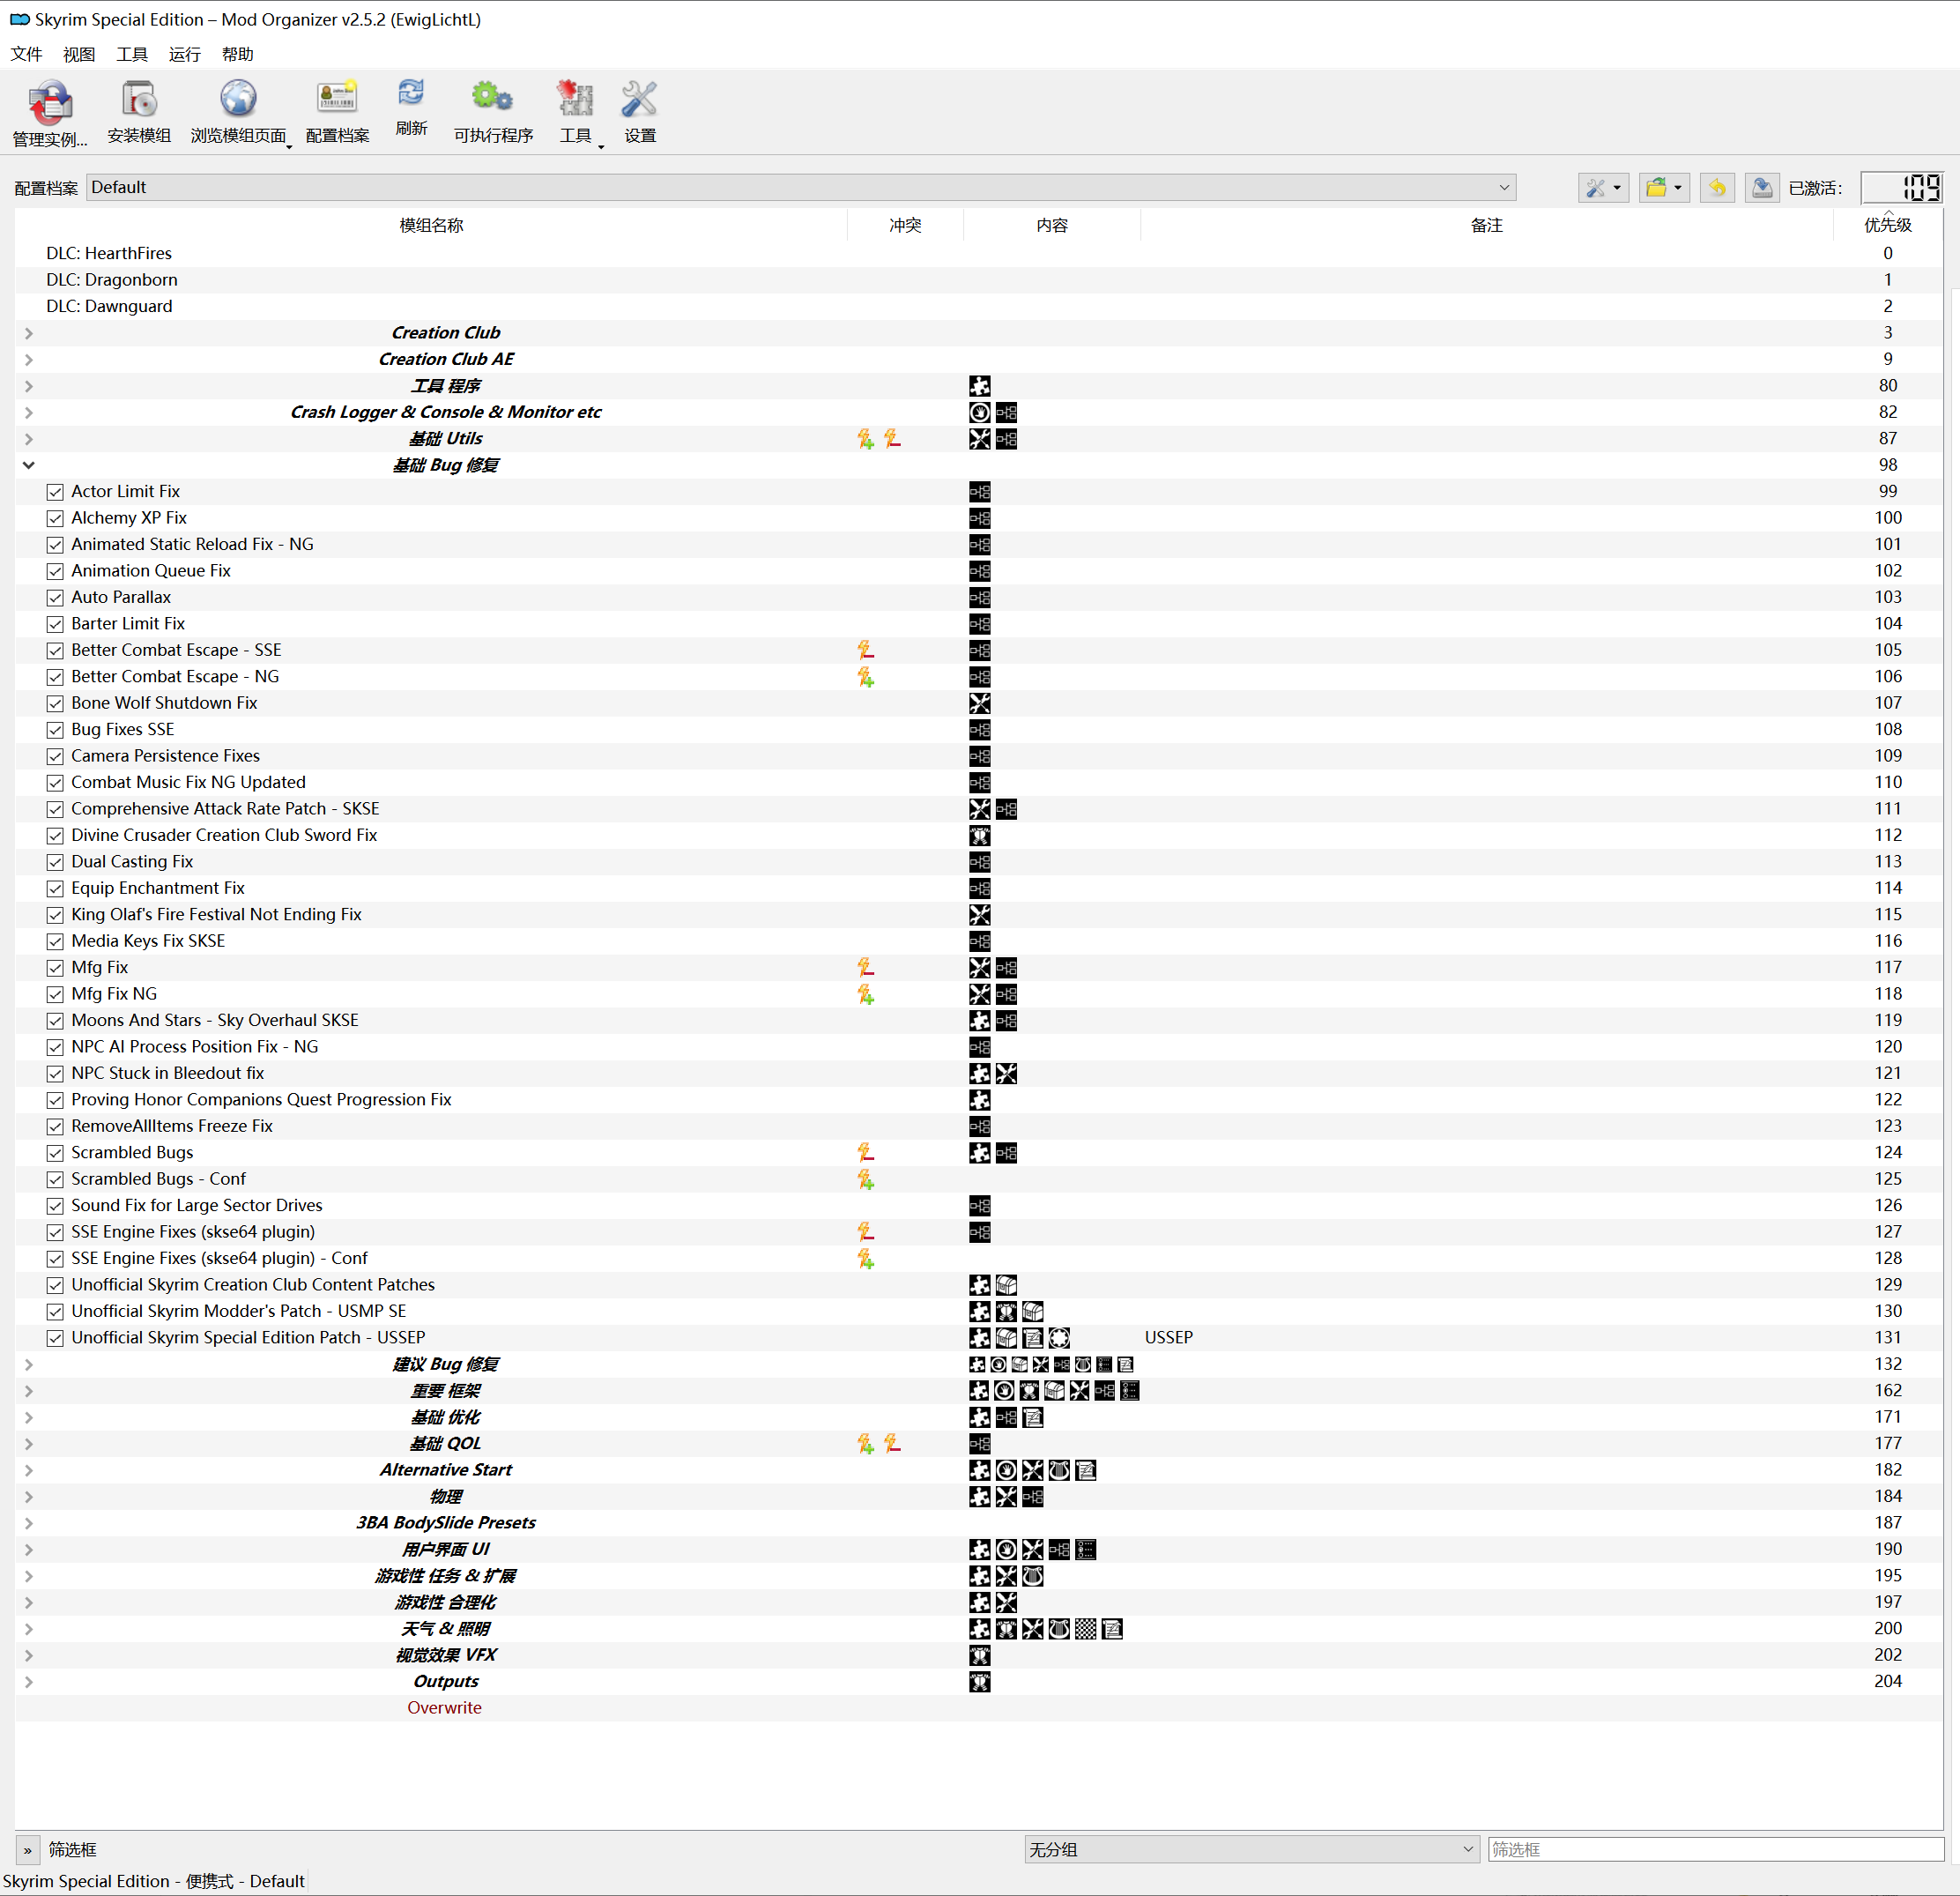 Skyrim Special Edition – Mod Organizer v2.5.2 (EwigLichtL)
文件 视图 工具 运行 帮助
管理实例... 安装模组 浏览模组页面 配置档案 刷新 可执行程序 工具 设置
配置档案 Default 已激活: 109
模组名称 冲突 内容 备注 优先级
DLC: HearthFires 0
DLC: Dragonborn 1
DLC: Dawnguard 2
Creation Club 3
Creation Club AE 9
工具 程序 80
Crash Logger & Console & Monitor etc 82
基础 Utils 87
基础 Bug 修复 98
Actor Limit Fix 99
Alchemy XP Fix 100
Animated Static Reload Fix - NG 101
Animation Queue Fix 102
Auto Parallax 103
Barter Limit Fix 104
Better Combat Escape - SSE 105
Better Combat Escape - NG 106
Bone Wolf Shutdown Fix 107
Bug Fixes SSE 108
Camera Persistence Fixes 109
Combat Music Fix NG Updated 110
Comprehensive Attack Rate Patch - SKSE 111
Divine Crusader Creation Club Sword Fix 112
Dual Casting Fix 113
Equip Enchantment Fix 114
King Olaf's Fire Festival Not Ending Fix 115
Media Keys Fix SKSE 116
Mfg Fix 117
Mfg Fix NG 118
Moons And Stars - Sky Overhaul SKSE 119
NPC AI Process Position Fix - NG 120
NPC Stuck in Bleedout fix 121
Proving Honor Companions Quest Progression Fix 122
RemoveAllItems Freeze Fix 123
Scrambled Bugs 124
Scrambled Bugs - Conf 125
Sound Fix for Large Sector Drives 126
SSE Engine Fixes (skse64 plugin) 127
SSE Engine Fixes (skse64 plugin) - Conf 128
Unofficial Skyrim Creation Club Content Patches 129
Unofficial Skyrim Modder's Patch - USMP SE 130
Unofficial Skyrim Special Edition Patch - USSEP USSEP 131
建议 Bug 修复 132
重要 框架 162
基础 优化 171
基础 QOL 177
Alternative Start 182
物理 184
3BA BodySlide Presets 187
用户界面 UI 190
游戏性 任务 & 扩展 195
游戏性 合理化 197
天气 & 照明 200
视觉效果 VFX 202
Outputs 204
Overwrite
» 筛选框 无分组 筛选框
Skyrim Special Edition - 便携式 - Default